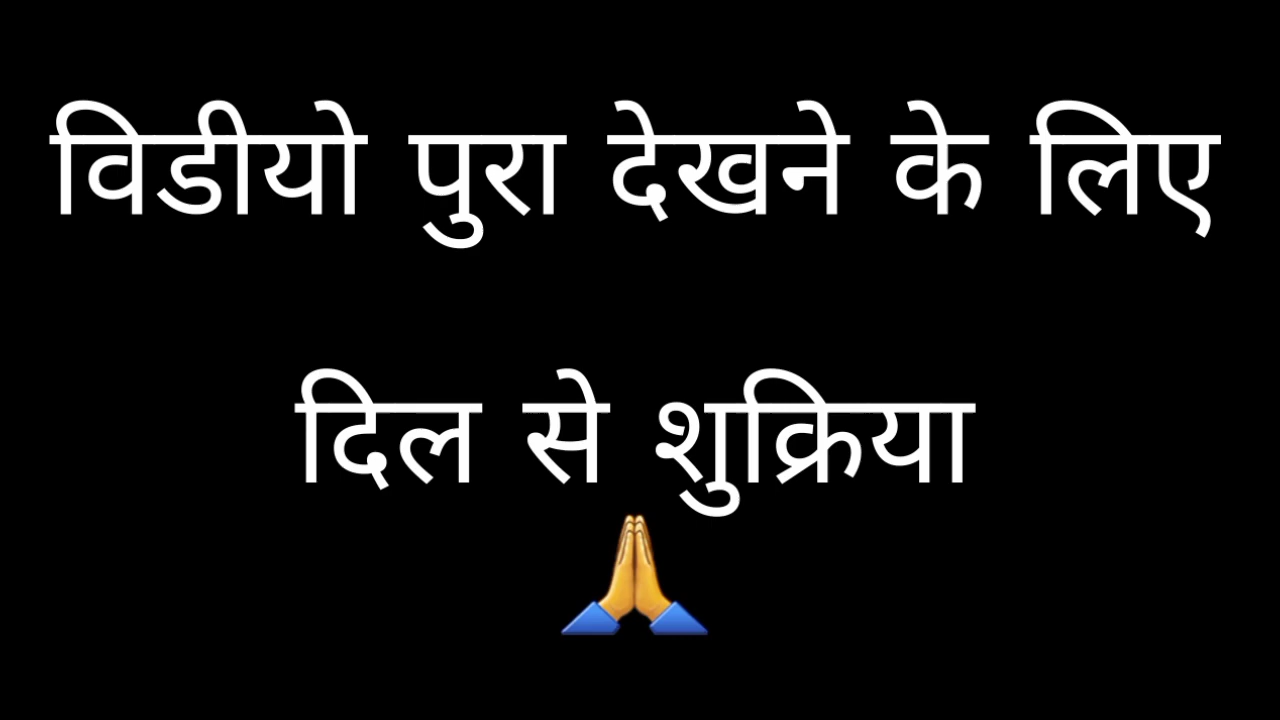 विडीयो पुरा देखने के लिए
दिल से शुक्रिया
🙏